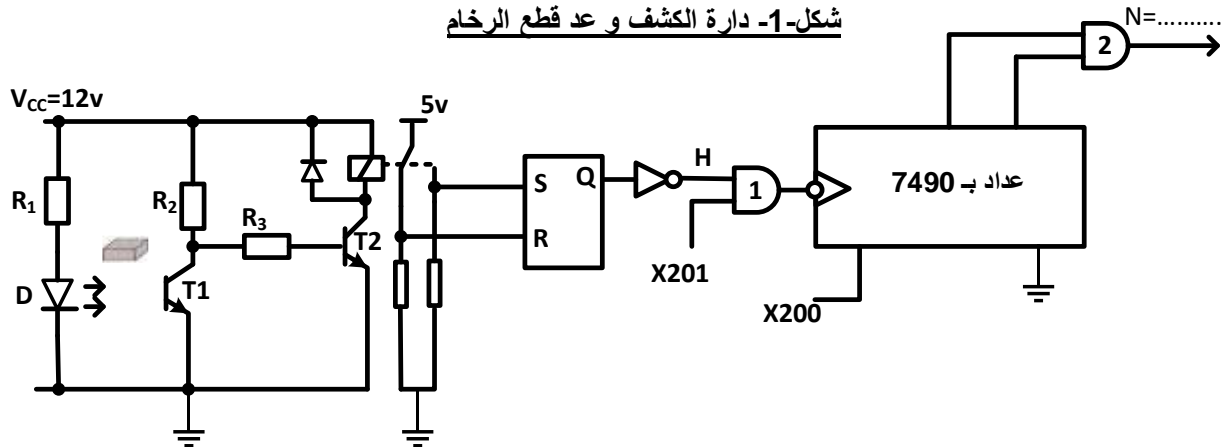 شكل-1- دارة الكشف و عد قطع الرخام
N=..........
2
VCC=12v
5v
R1
R2
R3
D
T1
T2
S
Q
R
H
1
X201
عداد بـ 7490
X200